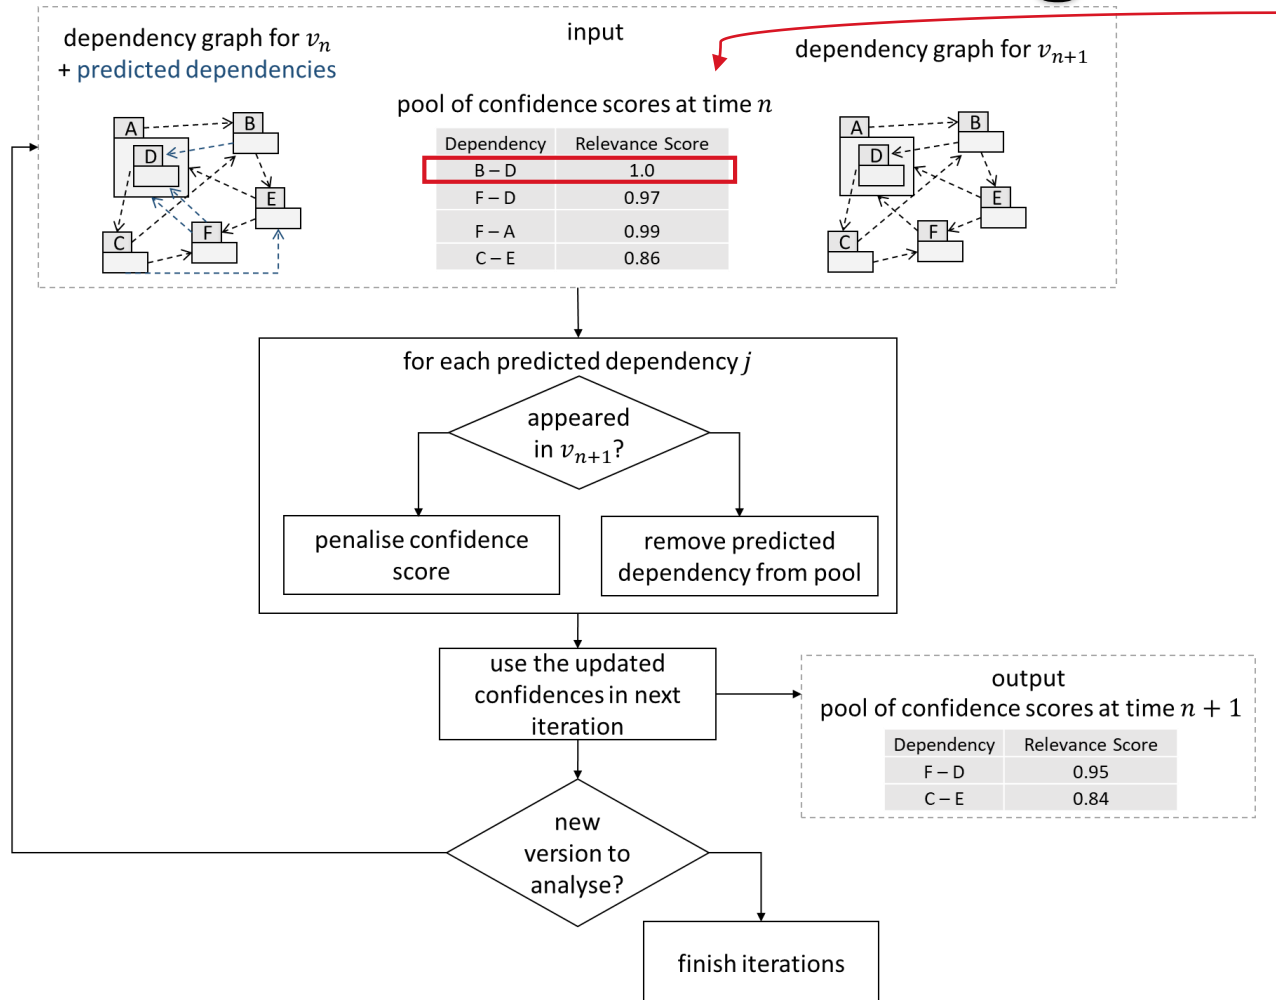 dependency graph for vₙ
+ predicted dependencies
input
dependency graph for vₙ₊₁
pool of confidence scores at time n
A
B
D
E
C
F
Dependency Relevance Score
B – D 1.0
F – D 0.97
F – A 0.99
C – E 0.86
A
B
D
E
C
F
for each predicted dependency j
appeared
in vₙ₊₁?
penalise confidence
score
remove predicted
dependency from pool
use the updated
confidences in next
iteration
output
pool of confidence scores at time n + 1
Dependency Relevance Score
F – D 0.95
C – E 0.84
new
version to
analyse?
finish iterations